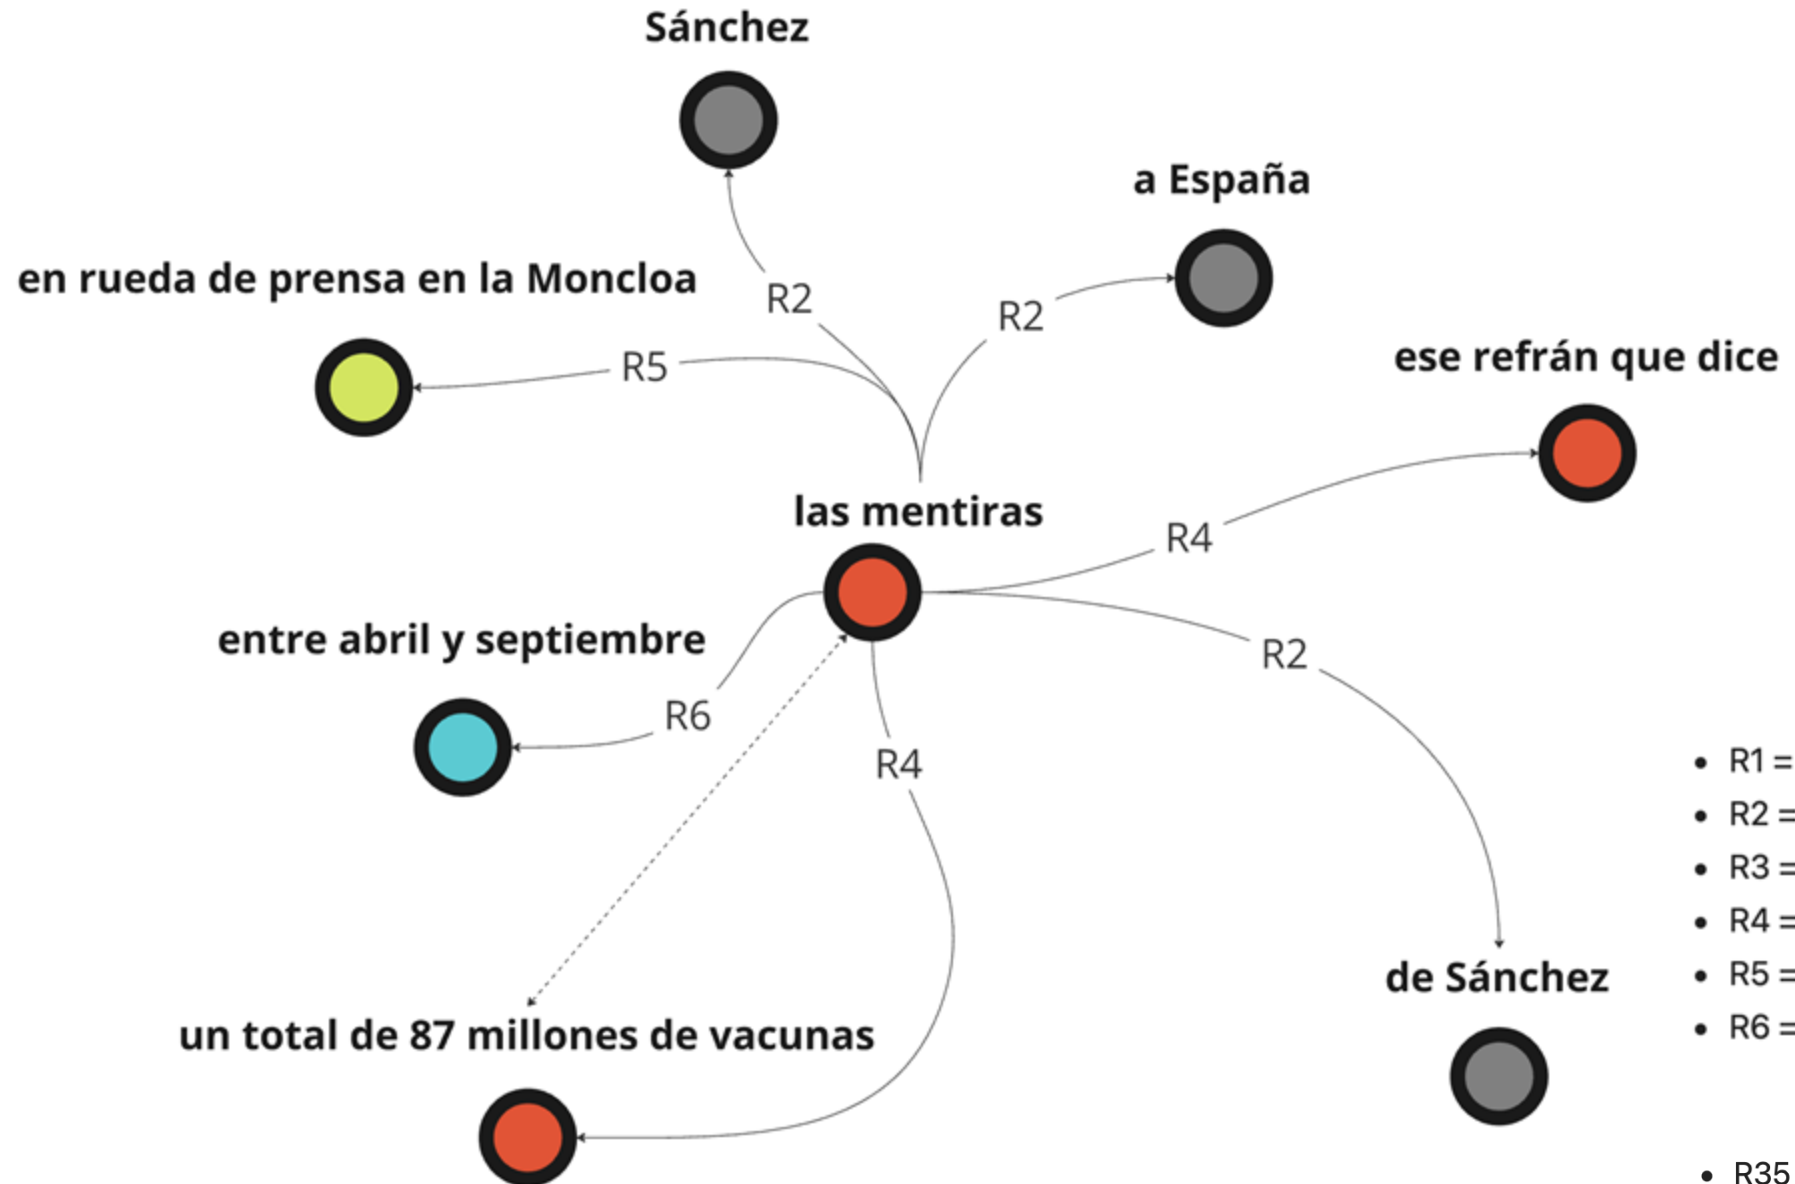 Sánchez
a España
en rueda de prensa en la Moncloa
R2
R2
ese refrán que dice
R5
las mentiras
R4
entre abril y septiembre
R2
R6
R4
• R1 =
• R2 =
• R3 =
• R4 =
de Sánchez
• R5 =
un total de 87 millones de vacunas
• R6 =
• R35